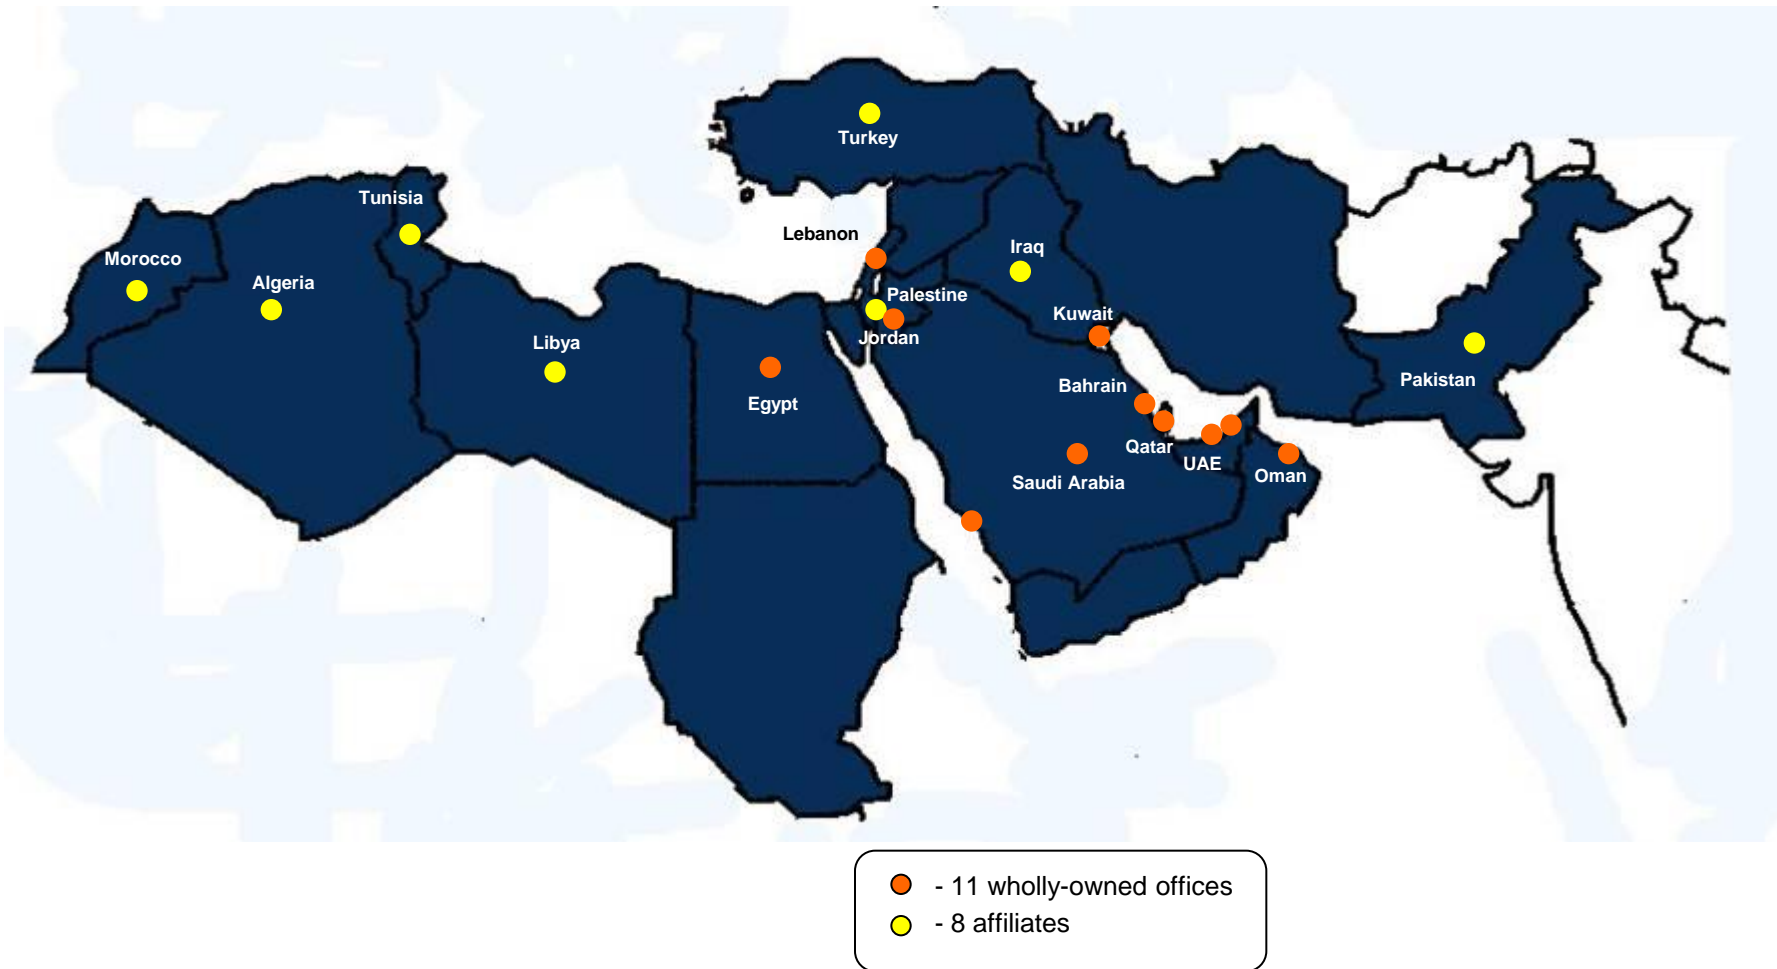 Turkey
Tunisia
Lebanon
Morocco
Iraq
Algeria
Palestine
Kuwait
Jordan
Libya
Pakistan
Bahrain
Egypt
Qatar
UAE
Oman
Saudi Arabia
- 11 wholly-owned offices
- 8 affiliates